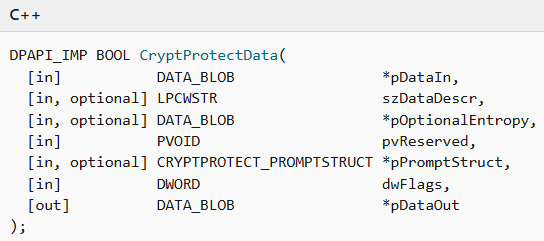 C++
DPAPI_IMP BOOL CryptProtectData(
  [in]           DATA_BLOB                 *pDataIn,
  [in, optional] LPCWSTR                   szDataDescr,
  [in, optional] DATA_BLOB                 *pOptionalEntropy,
  [in]           PVOID                     pvReserved,
  [in, optional] CRYPTPROTECT_PROMPTSTRUCT *pPromptStruct,
  [in]           DWORD                     dwFlags,
  [out]          DATA_BLOB                 *pDataOut
);